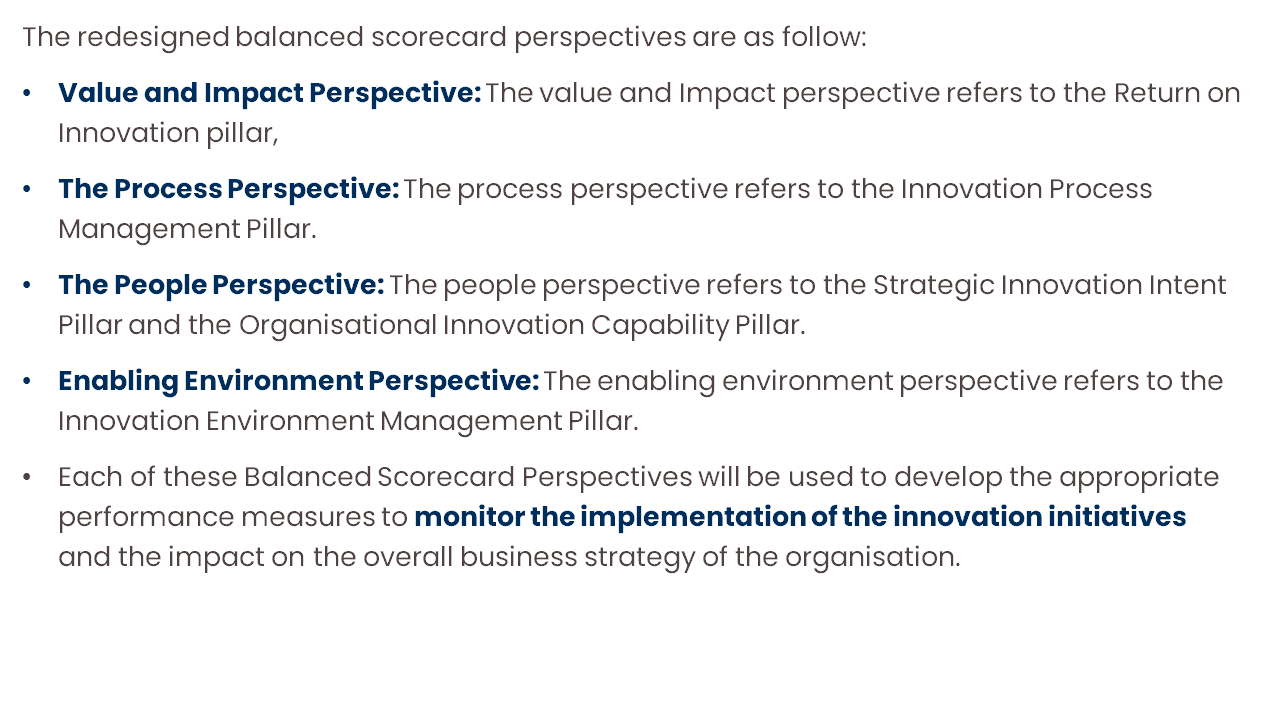 The redesigned balanced scorecard perspectives are as follow:
• Value and Impact Perspective: The value and Impact perspective refers to the Return on
Innovation pillar,
• The Process Perspective: The process perspective refers to the Innovation Process
Management Pillar.
• The People Perspective: The people perspective refers to the Strategic Innovation Intent
Pillar and the Organisational Innovation Capability Pillar.
• Enabling Environment Perspective: The enabling environment perspective refers to the
Innovation Environment Management Pillar.
• Each of these Balanced Scorecard Perspectives will be used to develop the appropriate
performance measures to monitor the implementation of the innovation initiatives
and the impact on the overall business strategy of the organisation.